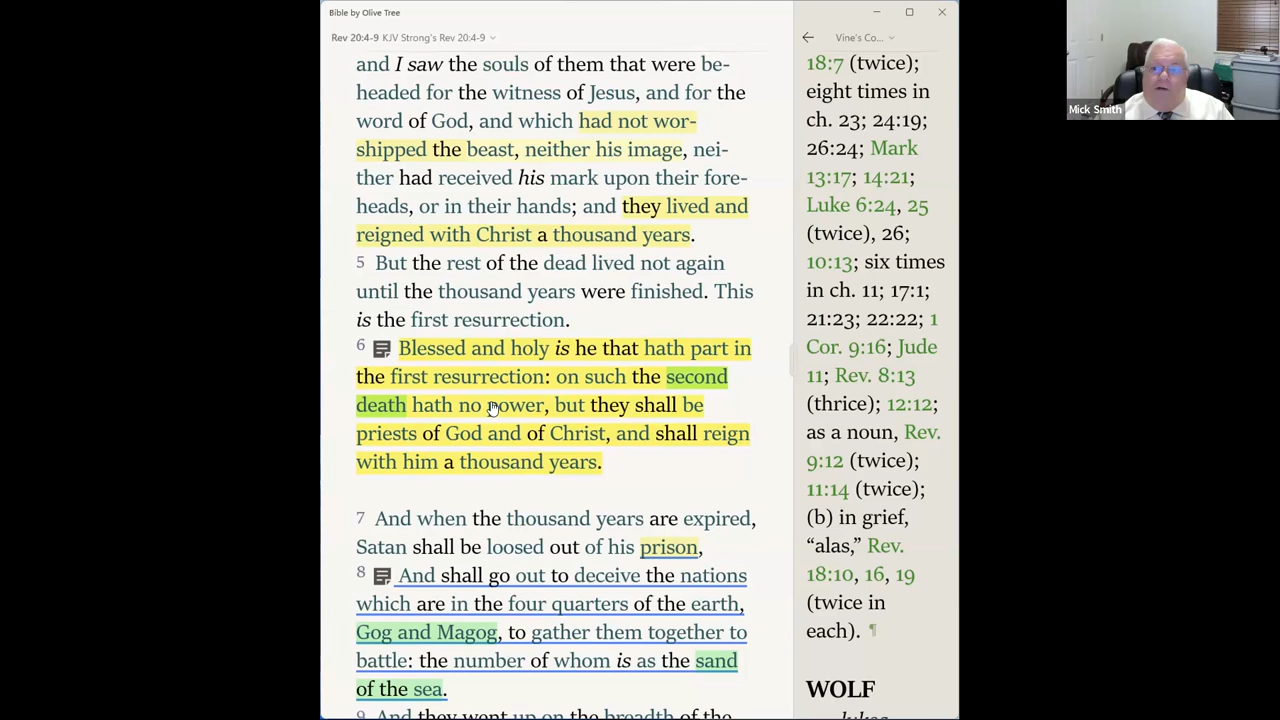 Bible by Olive Tree
Rev 20:4-9 KJV Strong's Rev 20:4-9
and I saw the souls of them that were be-
headed for the witness of Jesus, and for the
word of God, and which had not wor-
shipped the beast, neither his image, nei-
ther had received his mark upon their fore-
heads, or in their hands; and they lived and
reigned with Christ a thousand years.
5 But the rest of the dead lived not again
until the thousand years were finished. This
is the first resurrection.
6 Blessed and holy is he that hath part in
the first resurrection: on such the second
death hath no power, but they shall be
priests of God and of Christ, and shall reign
with him a thousand years.
7 And when the thousand years are expired,
Satan shall be loosed out of his prison,
8 And shall go out to deceive the nations
which are in the four quarters of the earth,
Gog and Magog, to gather them together to
battle: the number of whom is as the sand
of the sea.
9 And they went up on the breadth of the
Vine's Co...
18:7 (twice);
eight times in
ch. 23; 24:19;
26:24; Mark
13:17; 14:21;
Luke 6:24, 25
(twice), 26;
10:13; six times
in ch. 11; 17:1;
21:23; 22:22; 1
Cor. 9:16; Jude
11; Rev. 8:13
(thrice); 12:12;
as a noun, Rev.
9:12 (twice);
11:14 (twice);
(b) in grief,
“alas,” Rev.
18:10, 16, 19
(twice in
each). ¶
WOLF
lukos
Mick Smith